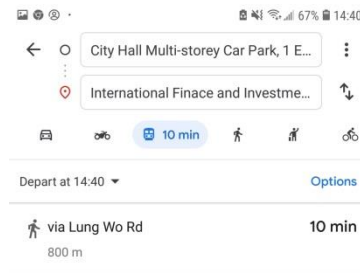 67% 14:40
City Hall Multi-storey Car Park, 1 E...
International Finace and Investme...
10 min
Depart at 14:40 Options
via Lung Wo Rd 10 min
800 m